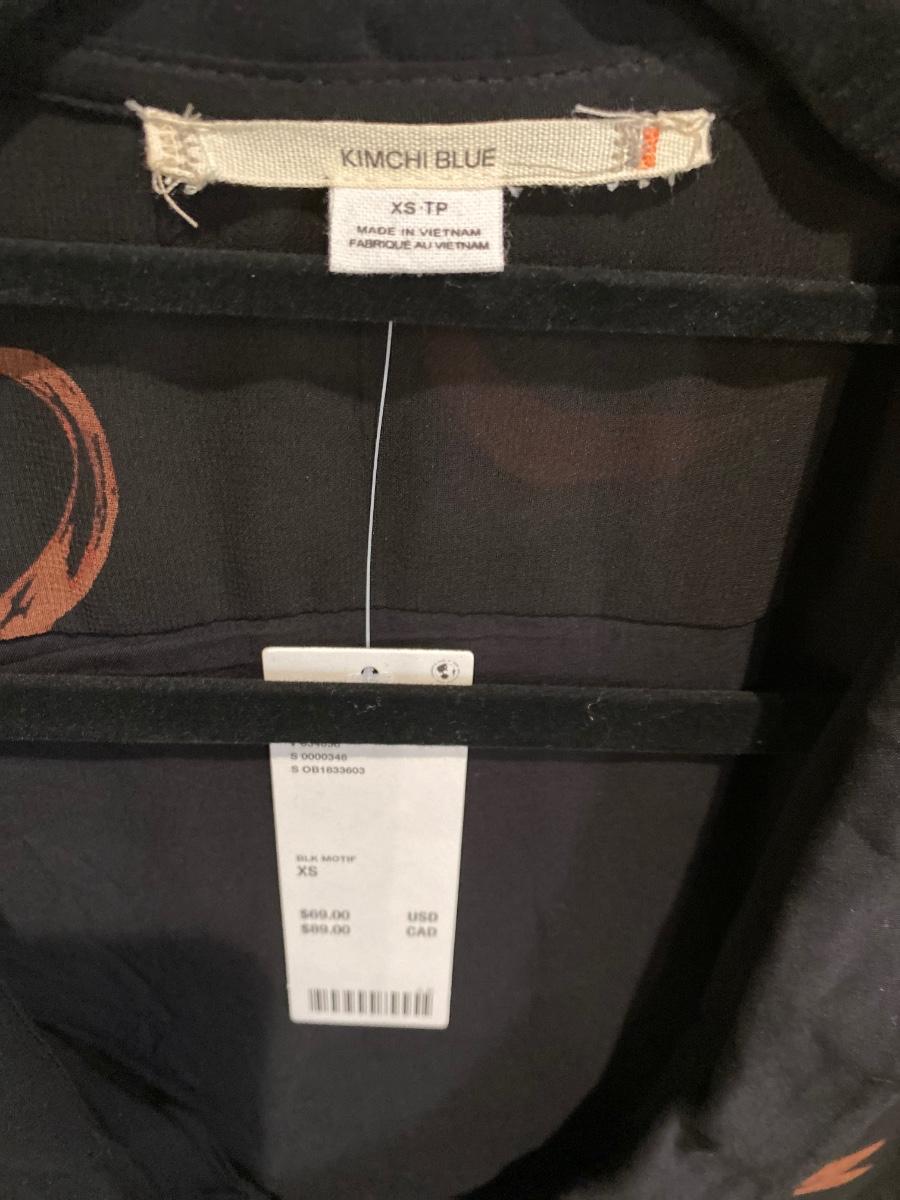 KIMCHI BLUE
XS·TP
MADE IN VIETNAM
FABRIQUÉ AU VIETNAM
S 0000346
S OB1633603
BLK MOTIF
XS
$69.00 USD
$89.00 CAD